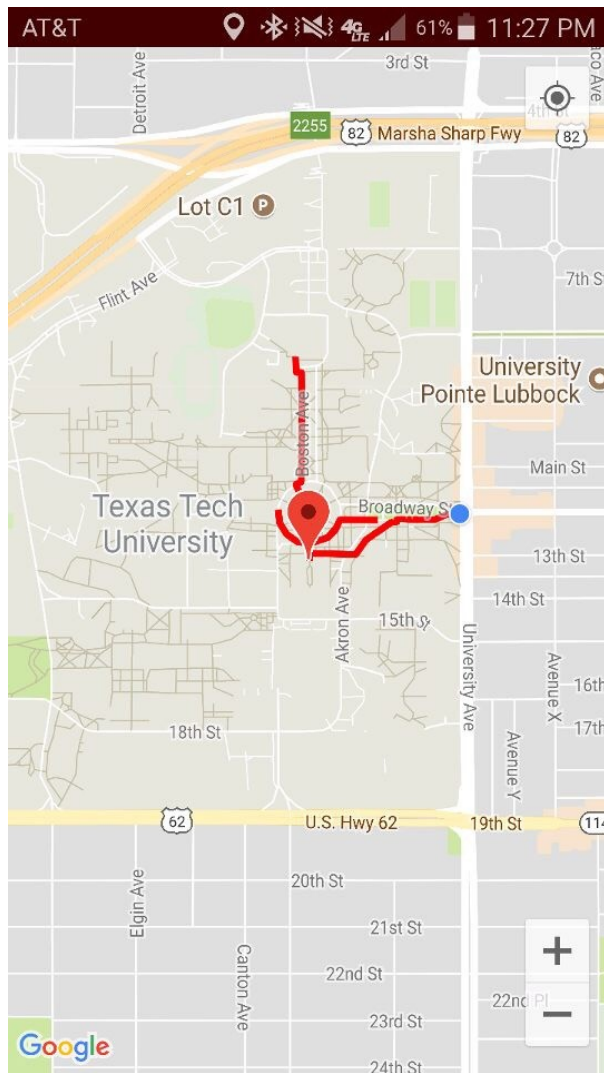 AT&T 4G LTE 61% 11:27 PM
Detroit Ave
3rd St
4th St
2255
82
Marsha Sharp Fwy
82
Lot C1 P
Flint Ave
7th S
University
Pointe Lubbock
Boston Ave
Main St
Texas Tech
University
Broadway S
13th St
14th St
Akron Ave
15th St
University Ave
Avenue X
16th
17th
18th St
Avenue Y
62
U.S. Hwy 62
19th St
114
20th St
Elgin Ave
21st St
Canton Ave
22nd St
22nd Pl
+
−
23rd St
Google
24th St